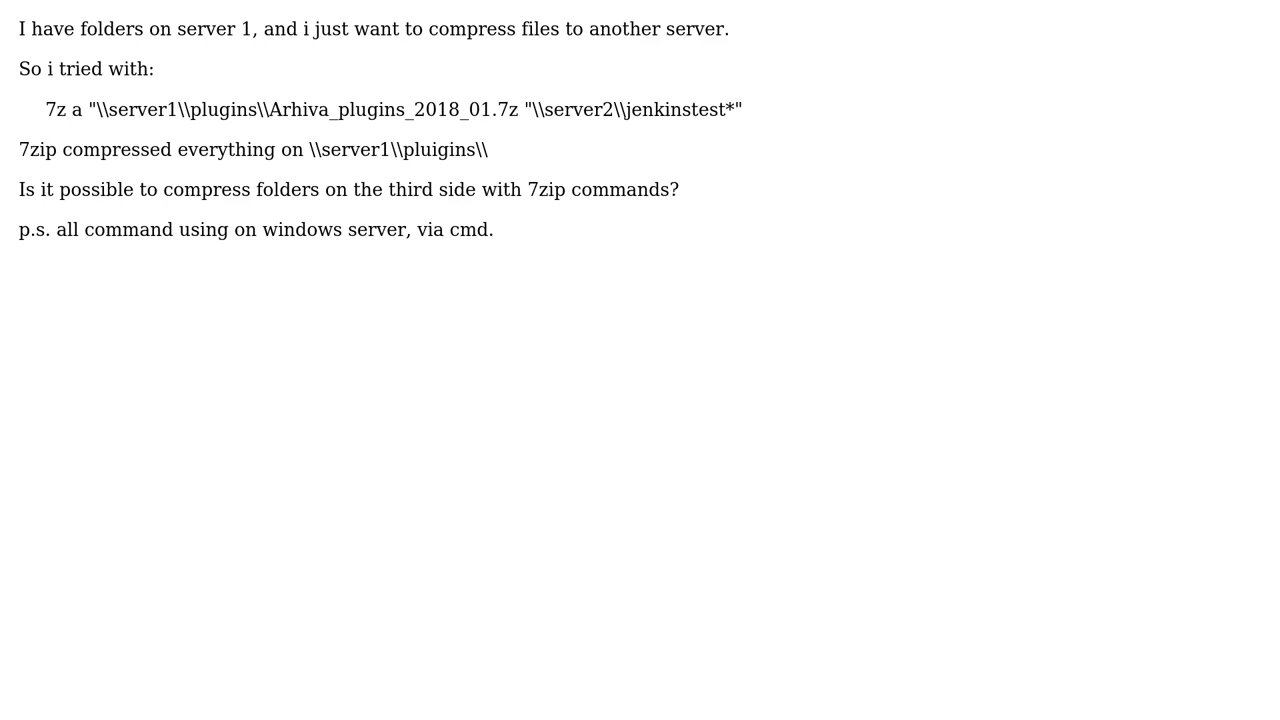 I have folders on server 1, and i just want to compress files to another server.
So i tried with:
7z a "\\server1\\plugins\\Arhiva_plugins_2018_01.7z "\\server2\\jenkinstest*"
7zip compressed everything on \\server1\\pluigins\\
Is it possible to compress folders on the third side with 7zip commands?
p.s. all command using on windows server, via cmd.